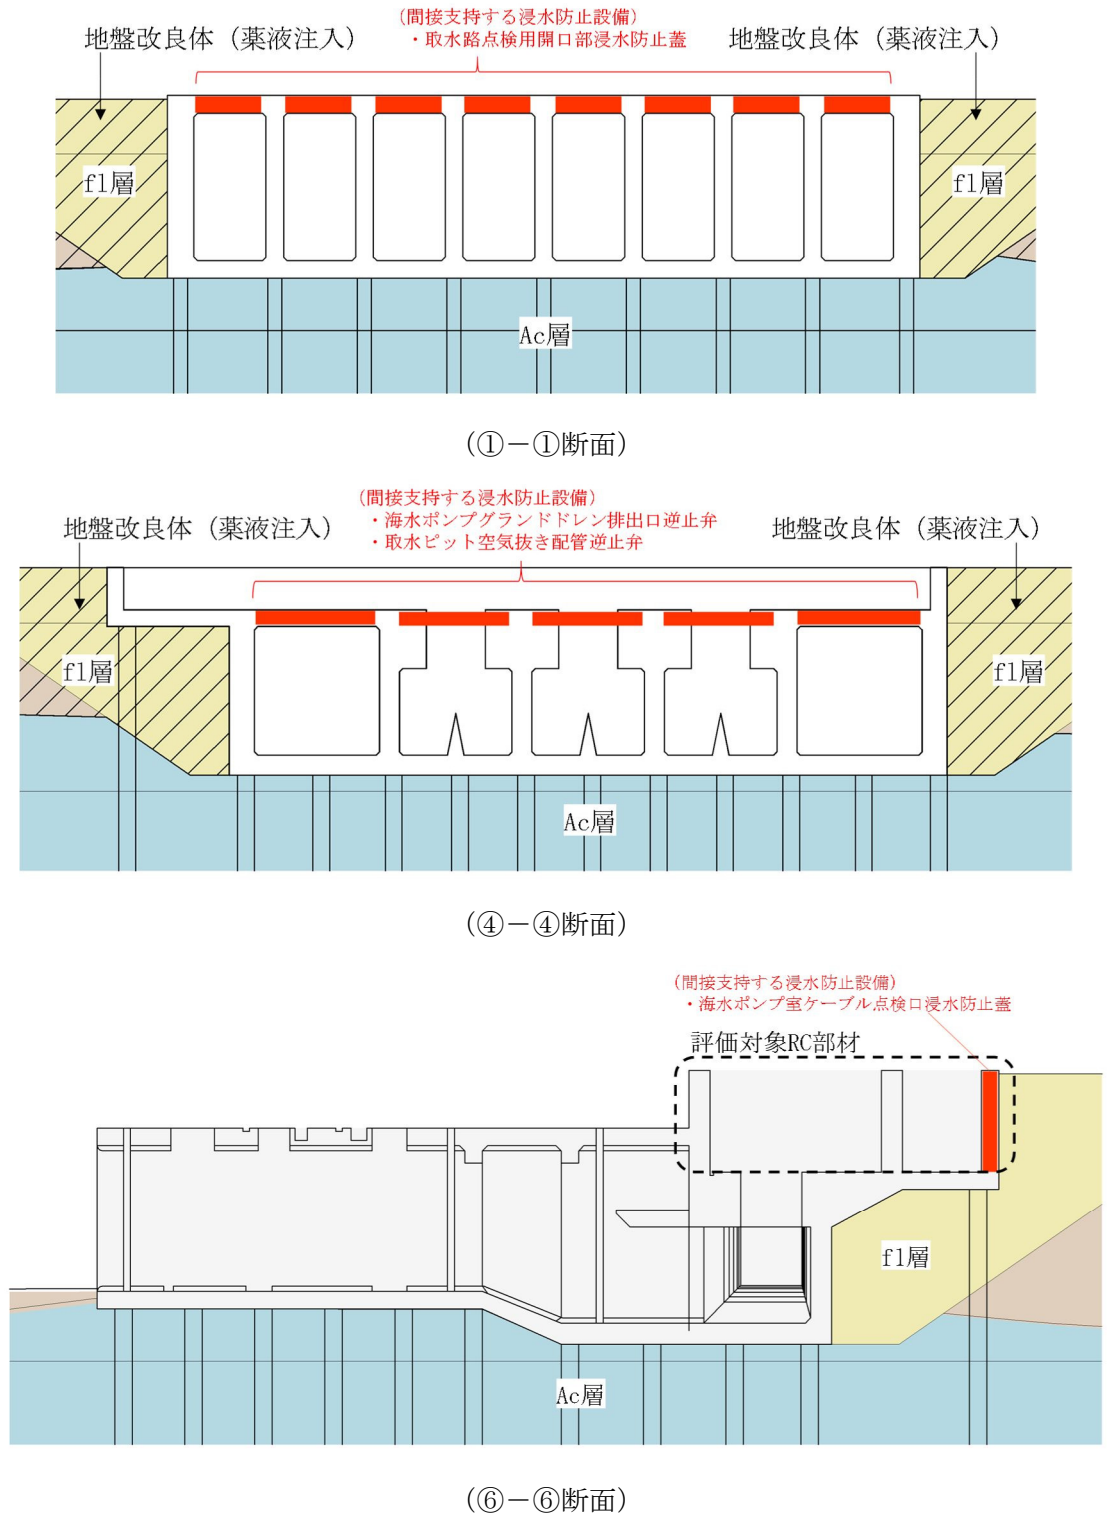 (間接支持する浸水防止設備)
・取水路点検用開口部浸水防止蓋
地盤改良体（薬液注入）
地盤改良体（薬液注入）
fl層
fl層
Ac層
(①－①断面)
(間接支持する浸水防止設備)
・海水ポンプグランドドレン排出口逆止弁
・取水ピット空気抜き配管逆止弁
地盤改良体（薬液注入）
地盤改良体（薬液注入）
fl層
fl層
Ac層
(④－④断面)
(間接支持する浸水防止設備)
・海水ポンプ室ケーブル点検口浸水防止蓋
評価対象RC部材
fl層
Ac層
(⑥－⑥断面)